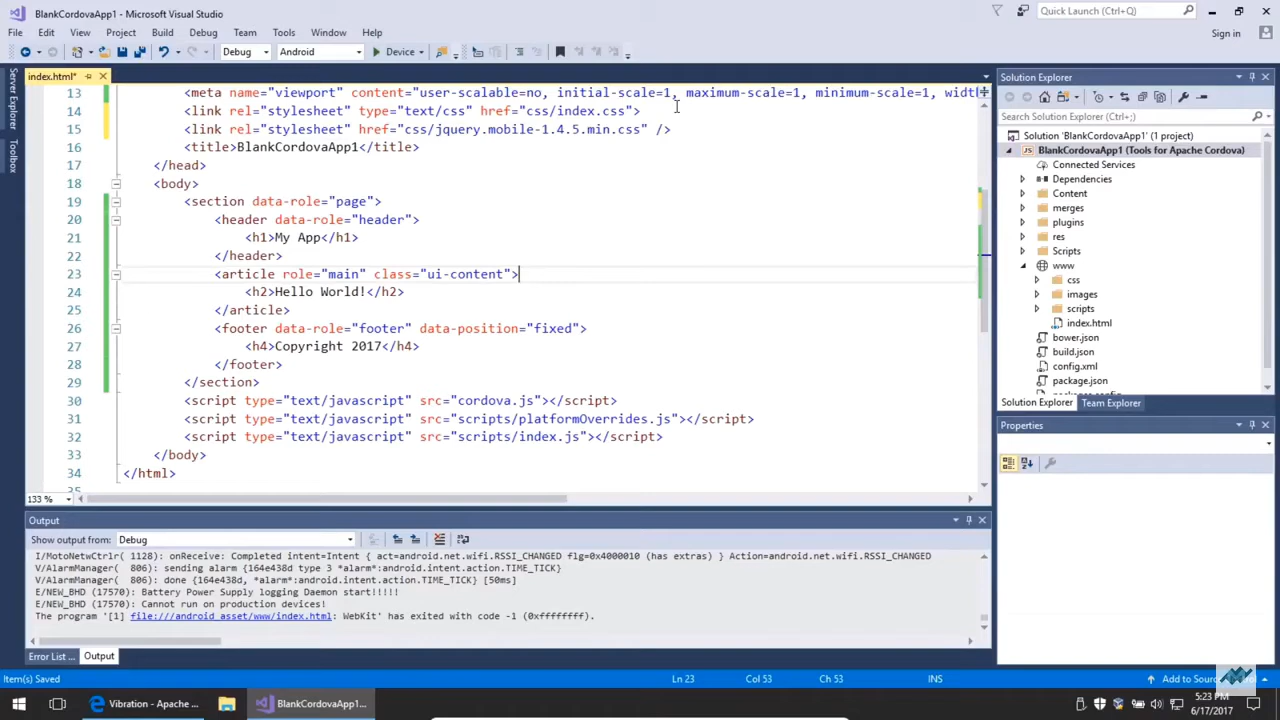 BlankCordovaApp1 - Microsoft Visual Studio
Quick Launch (Ctrl+Q)
File Edit View Project Build Debug Team Tools Window Help
Sign in
Debug Android Device
Server Explorer
Toolbox
index.html*
13 <meta name="viewport" content="user-scalable=no, initial-scale=1, maximum-scale=1, minimum-scale=1, width
14 <link rel="stylesheet" type="text/css" href="css/index.css">
15 <link rel="stylesheet" href="css/jquery.mobile-1.4.5.min.css" />
16 <title>BlankCordovaApp1</title>
17 </head>
18 <body>
19 <section data-role="page">
20 <header data-role="header">
21 <h1>My App</h1>
22 </header>
23 <article role="main" class="ui-content">
24 <h2>Hello World!</h2>
25 </article>
26 <footer data-role="footer" data-position="fixed">
27 <h4>Copyright 2017</h4>
28 </footer>
29 </section>
30 <script type="text/javascript" src="cordova.js"></script>
31 <script type="text/javascript" src="scripts/platformOverrides.js"></script>
32 <script type="text/javascript" src="scripts/index.js"></script>
33 </body>
34 </html>
35
133 %
Solution Explorer
Search Solution Explorer (Ctrl+;)
Solution 'BlankCordovaApp1' (1 project)
BlankCordovaApp1 (Tools for Apache Cordova)
Connected Services
Dependencies
Content
merges
plugins
res
Scripts
www
css
images
scripts
index.html
bower.json
build.json
config.xml
package.json
Solution Explorer Team Explorer
Properties
Output
Show output from: Debug
I/MotoNetwCtrlr( 1128): onReceive: Completed intent=Intent { act=android.net.wifi.RSSI_CHANGED flg=0x4000010 (has extras) } Action=android.net.wifi.RSSI_CHANGED
V/AlarmManager( 806): sending alarm {164e438d type 3 *alarm*:android.intent.action.TIME_TICK}
V/AlarmManager( 806): done {164e438d, *alarm*:android.intent.action.TIME_TICK} [50ms]
E/NEW_BHD (17570): Battery Power Supply logging Daemon start!!!!!
E/NEW_BHD (17570): Cannot run on production devices!
The program '[1] file:///android_asset/www/index.html: WebKit' has exited with code -1 (0xffffffff).
Error List ... Output
Item(s) Saved Ln 23 Col 53 Ch 53 INS Add to Source
Vibration - Apache ... BlankCordovaApp1...
5:23 PM
6/17/2017